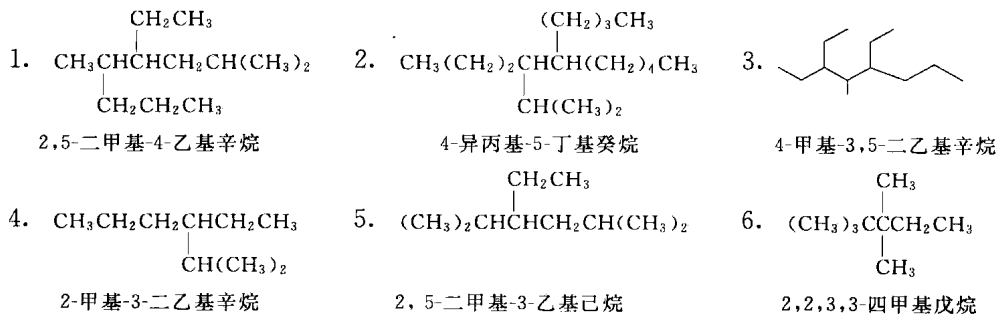 CH₂CH₃
1. CH₃CHCHCH₂CH(CH₃)₂
CH₂CH₂CH₃
2,5-二甲基-4-乙基辛烷
(CH₂)₃CH₃
2. CH₃(CH₂)₂CHCH(CH₂)₄CH₃
CH(CH₃)₂
4-异丙基-5-丁基癸烷
3.
4-甲基-3,5-二乙基辛烷
4. CH₃CH₂CH₂CHCH₂CH₃
CH(CH₃)₂
2-甲基-3-二乙基辛烷
CH₂CH₃
5. (CH₃)₂CHCHCH₂CH(CH₃)₂
2, 5-二甲基-3-乙基己烷
CH₃
6. (CH₃)₃CCH₂CH₃
CH₃
2,2,3,3-四甲基戊烷